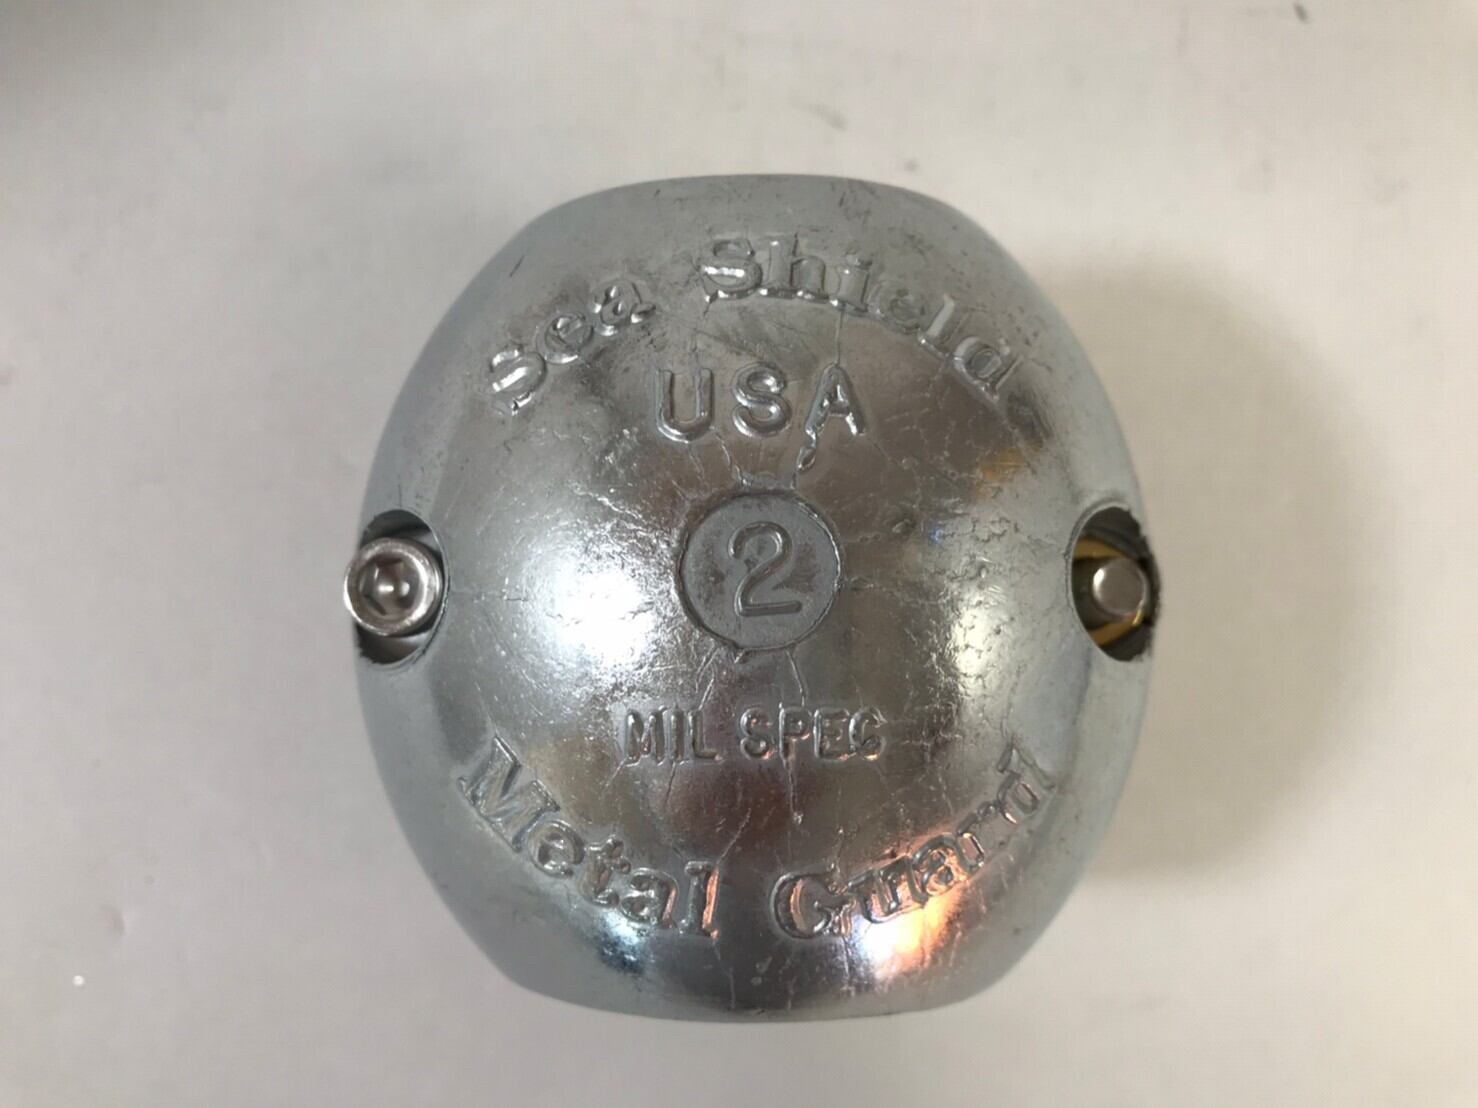 Sea Shield
USA
2
MIL SPEC
Metal Guard